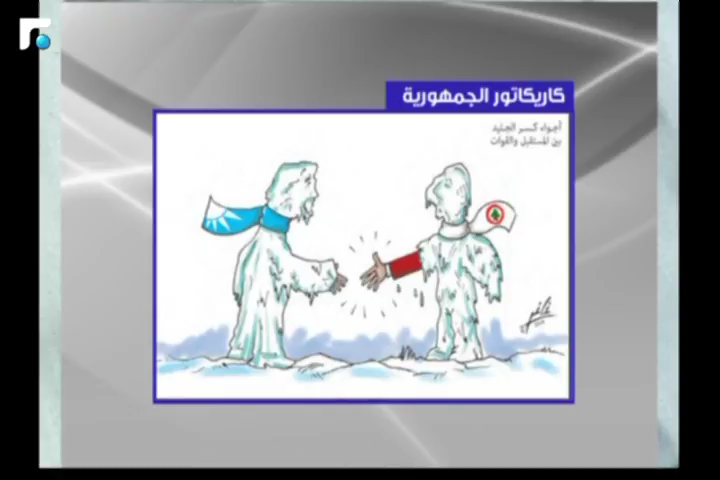 كاريكاتور الجمهورية
أجواء كسر الجليد
بين المستقبل والقوات